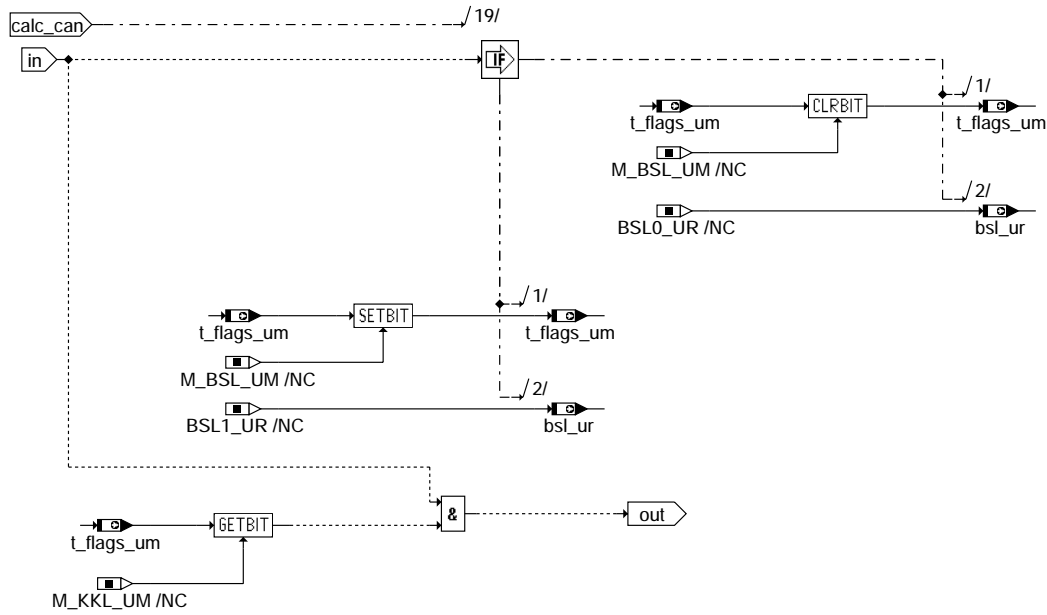 calc_can
19/
in
IF
1/
t_flags_um
CLRBIT
t_flags_um
M_BSL_UM /NC
2/
BSL0_UR /NC
bsl_ur
1/
t_flags_um
SETBIT
t_flags_um
M_BSL_UM /NC
2/
BSL1_UR /NC
bsl_ur
&
out
t_flags_um
GETBIT
M_KKL_UM /NC